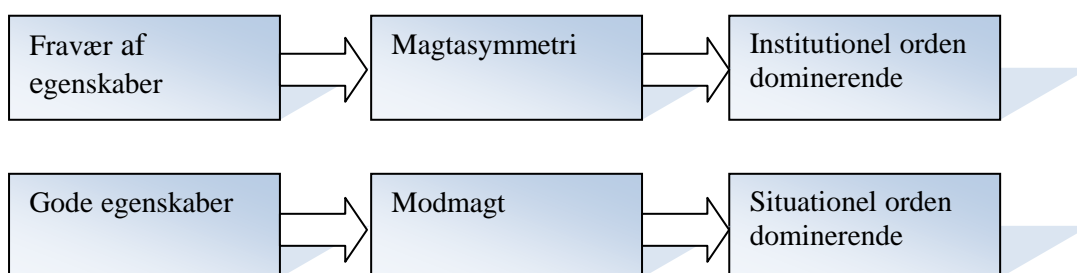 Fravær af
egenskaber
Magtasymmetri
Institutionel orden
dominerende
Gode egenskaber
Modmagt
Situationel orden
dominerende